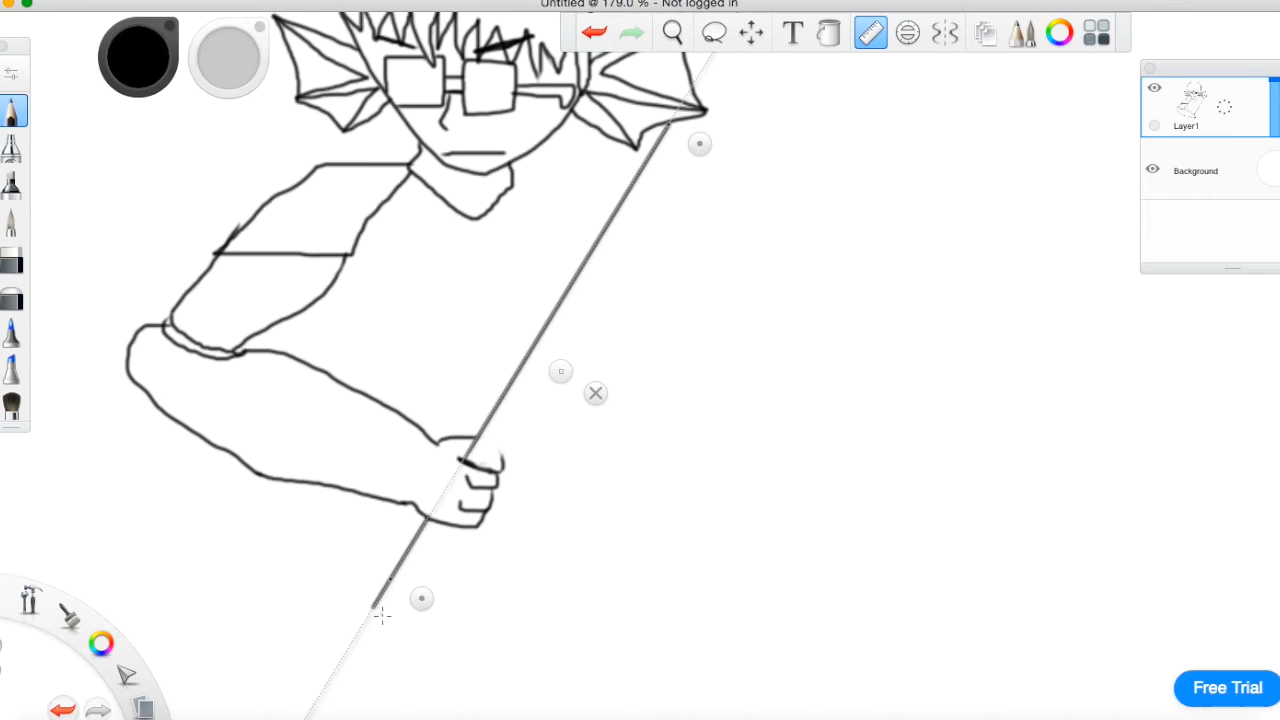 Untitled @ 179.0 % - Not logged in
T
Layer1
Background
Free Trial